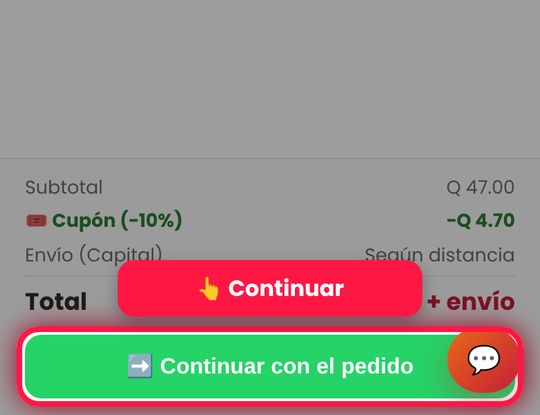 Subtotal Q 47.00
🎟️ Cupón (-10%) -Q 4.70
Envío (Capital) Según distancia
👆 Continuar
Total + envío
➡️ Continuar con el pedido 💬